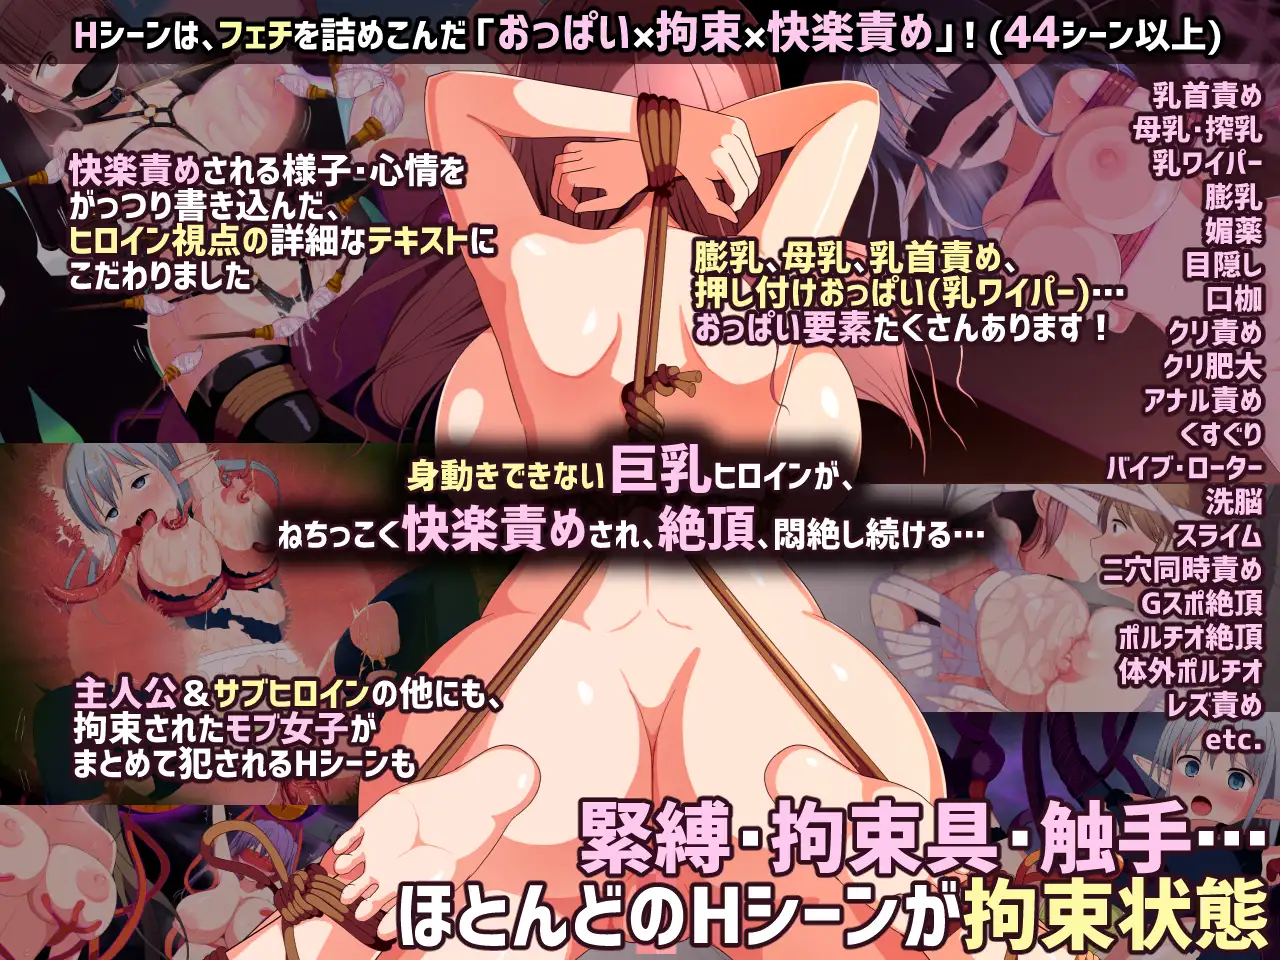 Hシーンは、フェチを詰めこんだ「おっぱい×拘束×快楽責め」！(44シーン以上)
快楽責めされる様子・心情を
がっつり書き込んだ、
ヒロイン視点の詳細なテキストに
こだわりました
膨乳、母乳、乳首責め、
押し付けおっぱい(乳ワイパー)…
おっぱい要素たくさんあります！
乳首責め
母乳・搾乳
乳ワイパー
膨乳
媚薬
目隠し
口枷
クリ責め
クリ肥大
アナル責め
くすぐり
バイブ・ローター
洗脳
スライム
二穴同時責め
Gスポ絶頂
ポルチオ絶頂
体外ポルチオ
レズ責め
etc.
身動きできない巨乳ヒロインが、
ねちっこく快楽責めされ、絶頂、悶絶し続ける…
主人公＆サブヒロインの他にも、
拘束されたモブ女子が
まとめて犯されるHシーンも
緊縛・拘束具・触手…
ほとんどのHシーンが拘束状態